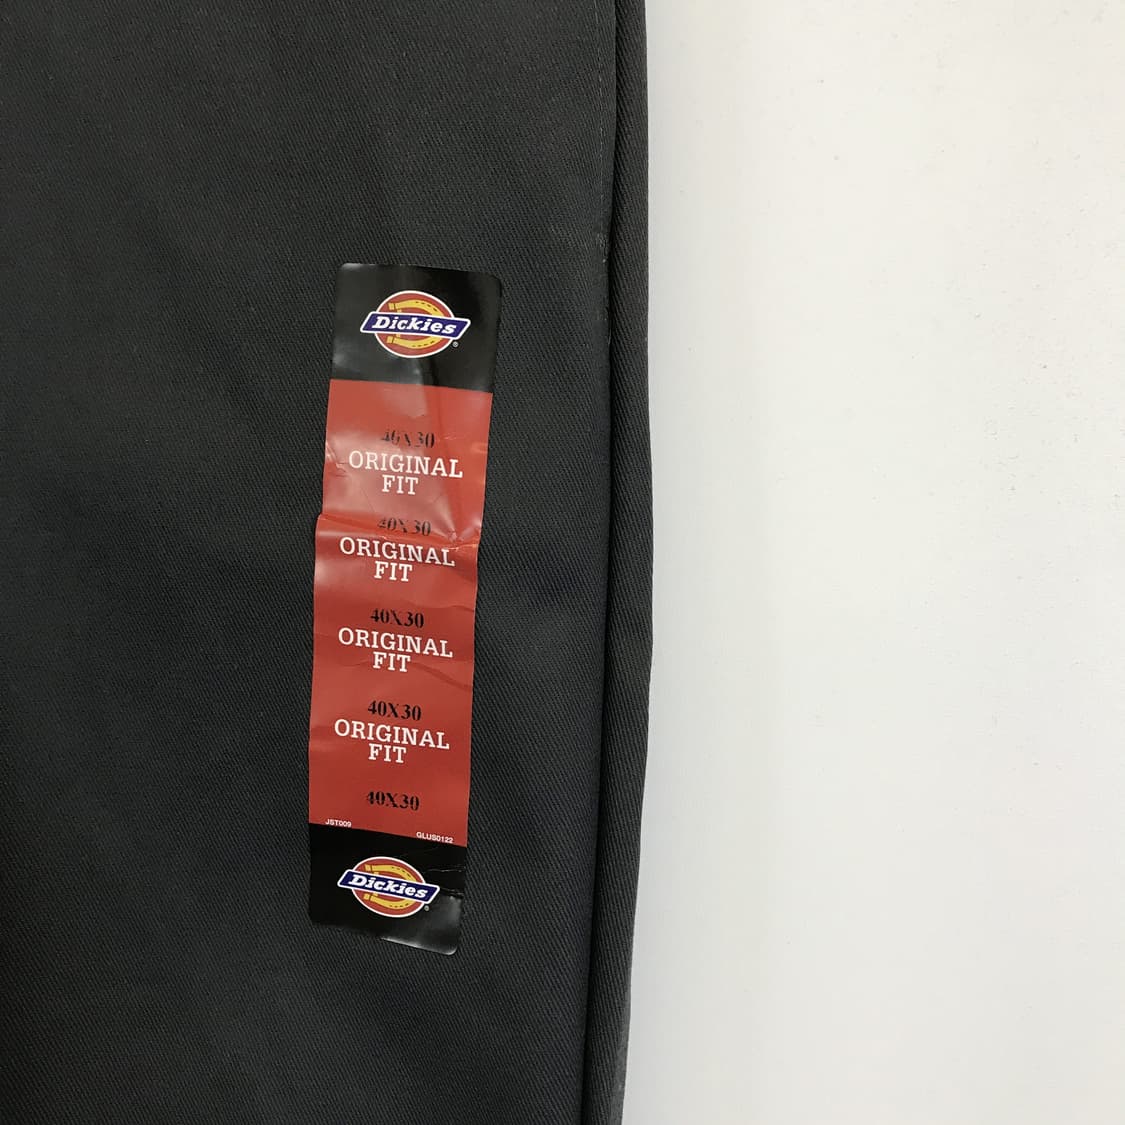 Dickies
®
40X30
ORIGINAL
FIT
40X30
ORIGINAL
FIT
40X30
ORIGINAL
FIT
40X30
ORIGINAL
FIT
40X30
JST009
GLUS0122
Dickies
®